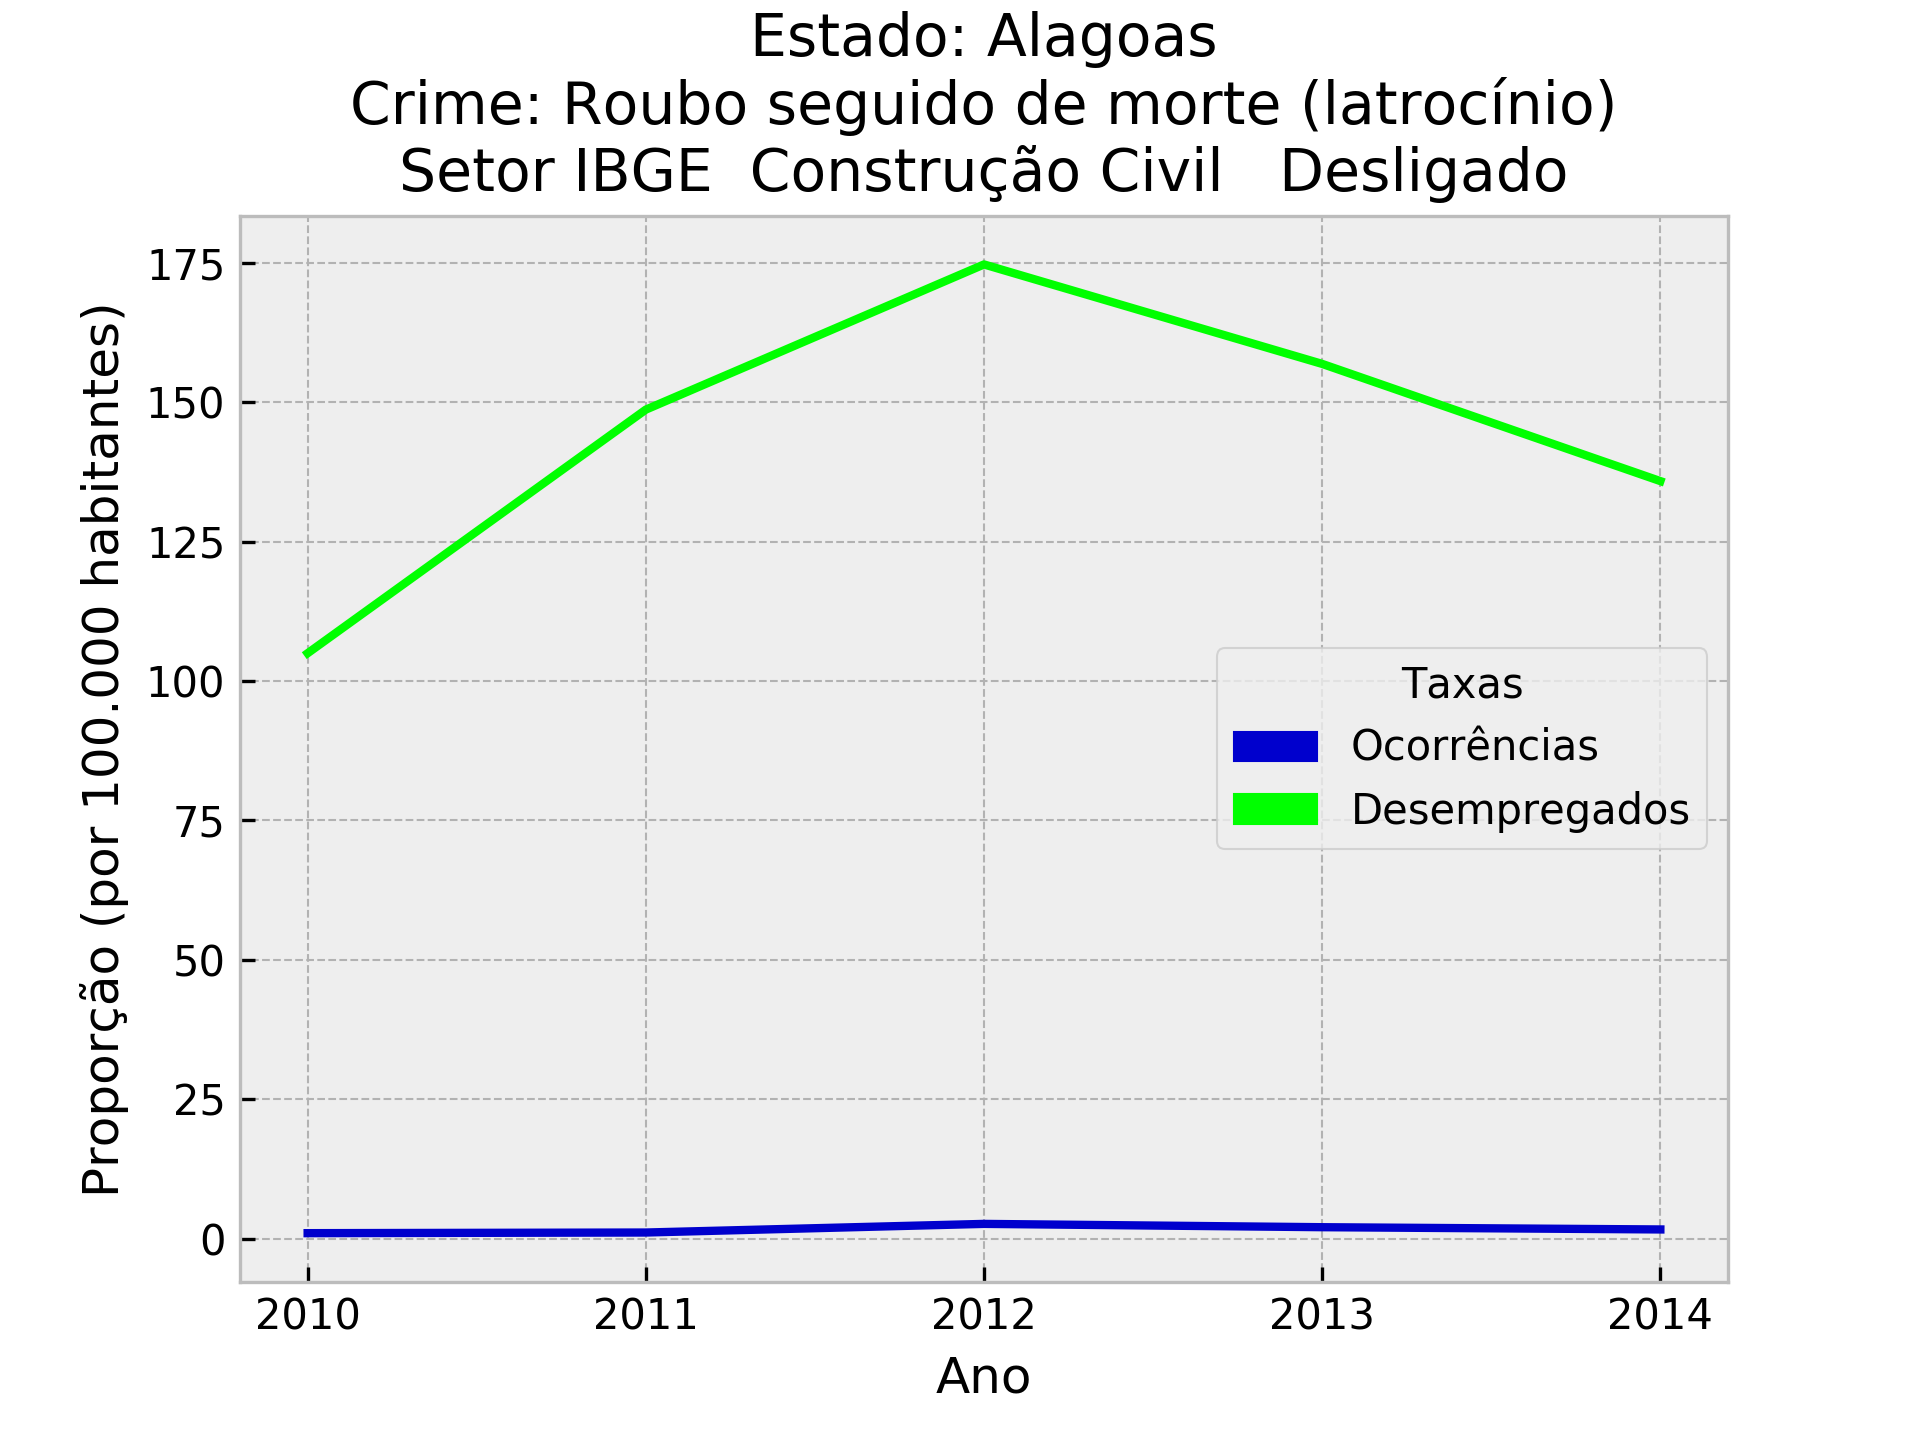 Estado: Alagoas
Crime: Roubo seguido de morte (latrocínio)
Setor IBGE  Construção Civil   Desligado
Proporção (por 100.000 habitantes)
175
150
125
100
75
50
25
0
Taxas
Ocorrências
Desempregados
2010 2011 2012 2013 2014
Ano